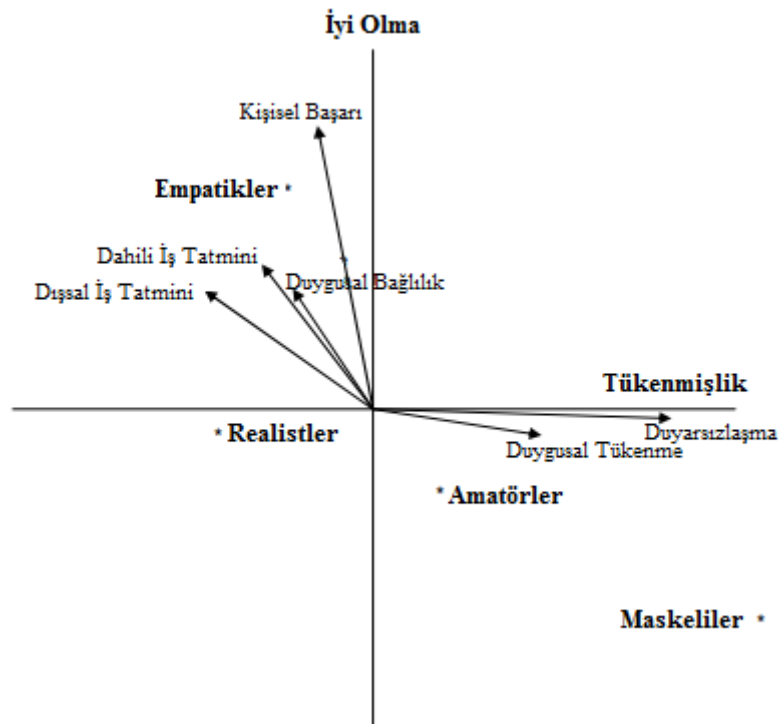 İyi Olma
Kişisel Başarı
Empatikler
Dahili İş Tatmini
Duygusal Bağlılık
Dışsal İş Tatmini
Tükenmişlik
Realistler
Duyarsızlaşma
Duygusal Tükenme
Amatörler
Maskeliler